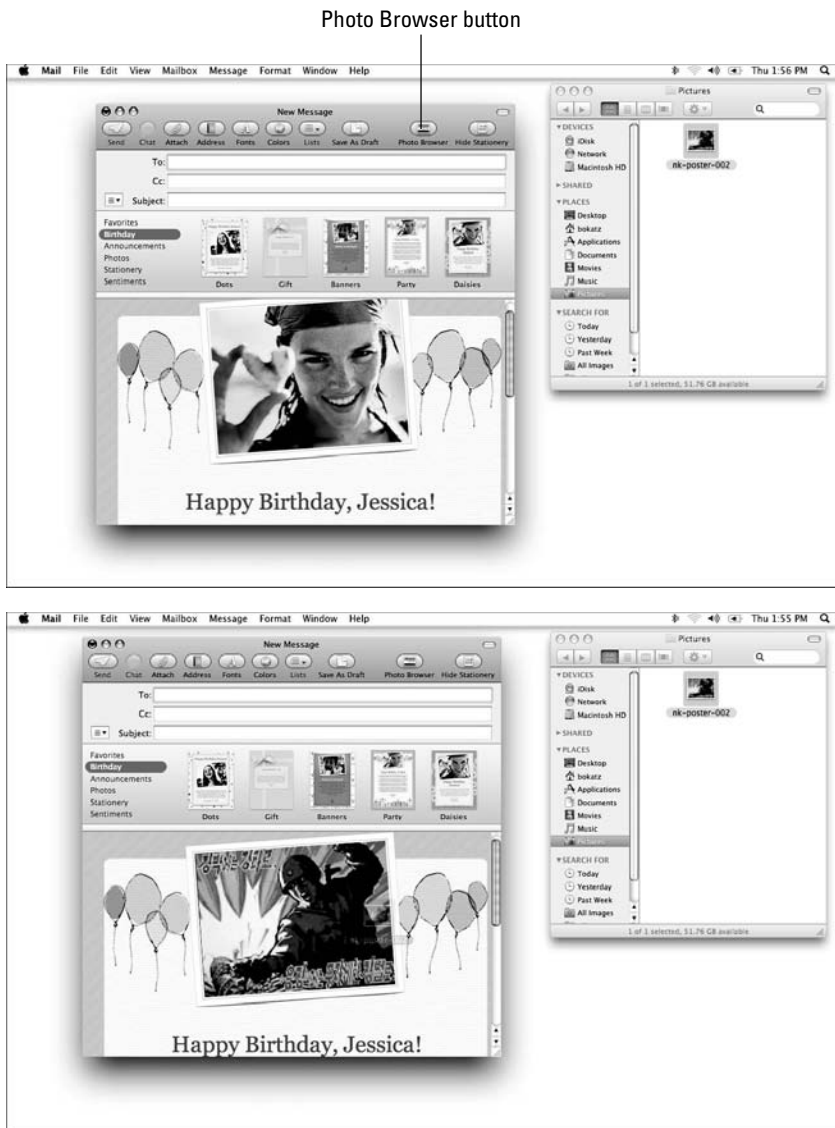 Photo Browser button
Mail File Edit View Mailbox Message Format Window Help
Thu 1:56 PM
New Message
Send Chat Attach Address Fonts Colors Lists Save As Draft Photo Browser Hide Stationery
To:
Cc:
Subject:
Favorites
Birthday
Announcements
Photos
Stationery
Sentiments
Dots Gift Banners Party Daisies
Happy Birthday, Jessica!
Pictures
DEVICES
iDisk
Network
Macintosh HD
SHARED
PLACES
Desktop
bokatz
Applications
Documents
Movies
Music
Pictures
SEARCH FOR
Today
Yesterday
Past Week
All Images
nk-poster-002
1 of 1 selected, 51.76 GB available
Mail File Edit View Mailbox Message Format Window Help
Thu 1:55 PM
New Message
Send Chat Attach Address Fonts Colors Lists Save As Draft Photo Browser Hide Stationery
To:
Cc:
Subject:
Favorites
Birthday
Announcements
Photos
Stationery
Sentiments
Dots Gift Banners Party Daisies
Happy Birthday, Jessica!
Pictures
DEVICES
iDisk
Network
Macintosh HD
SHARED
PLACES
Desktop
bokatz
Applications
Documents
Movies
Music
Pictures
SEARCH FOR
Today
Yesterday
Past Week
All Images
nk-poster-002
1 of 1 selected, 51.76 GB available